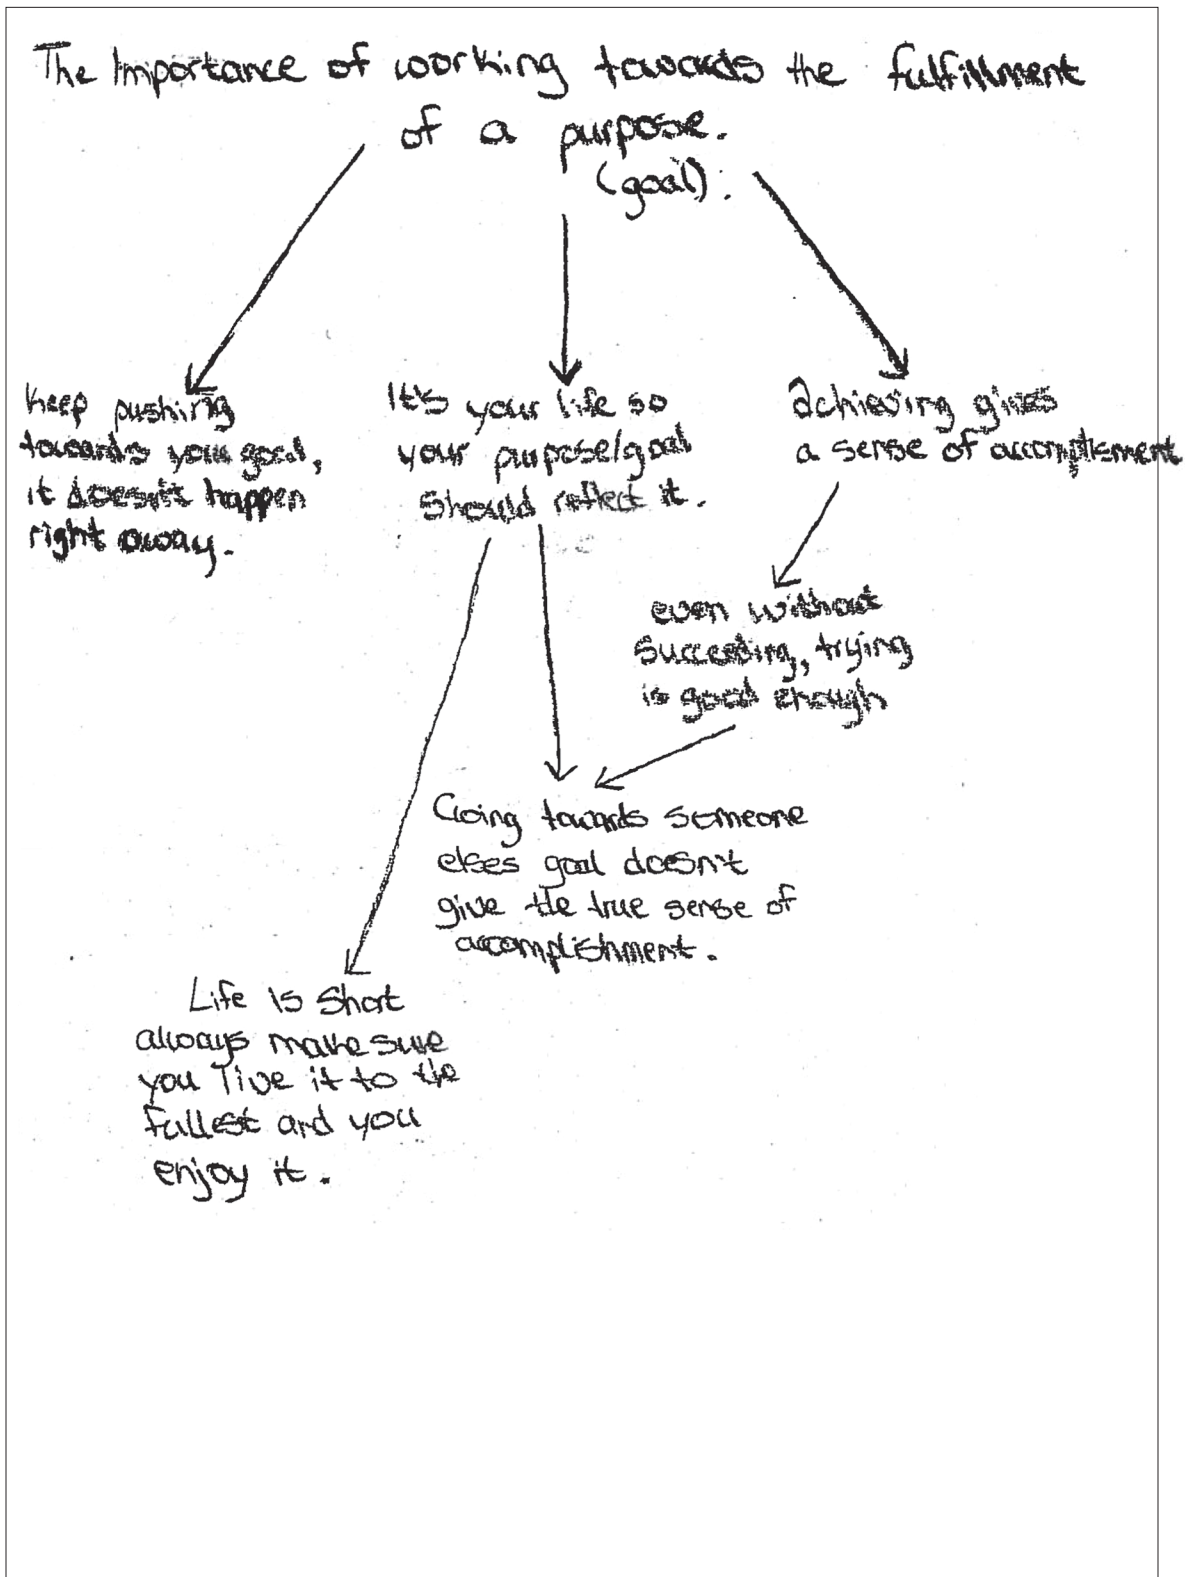 The Importance of working towards the fulfillment
of a purpose.
(goal).
keep pushing
towards your goal,
it doesn't happen
right away.
It's your life so
your purpose/goal
should reflect it.
achieving gives
a sense of accomplisment
even without
succeeding, trying
is good enough
Going towards someone
elses goal doesn't
give the true sense of
accomplishment.
Life is short
always make sure
you live it to the
fullest and you
enjoy it.